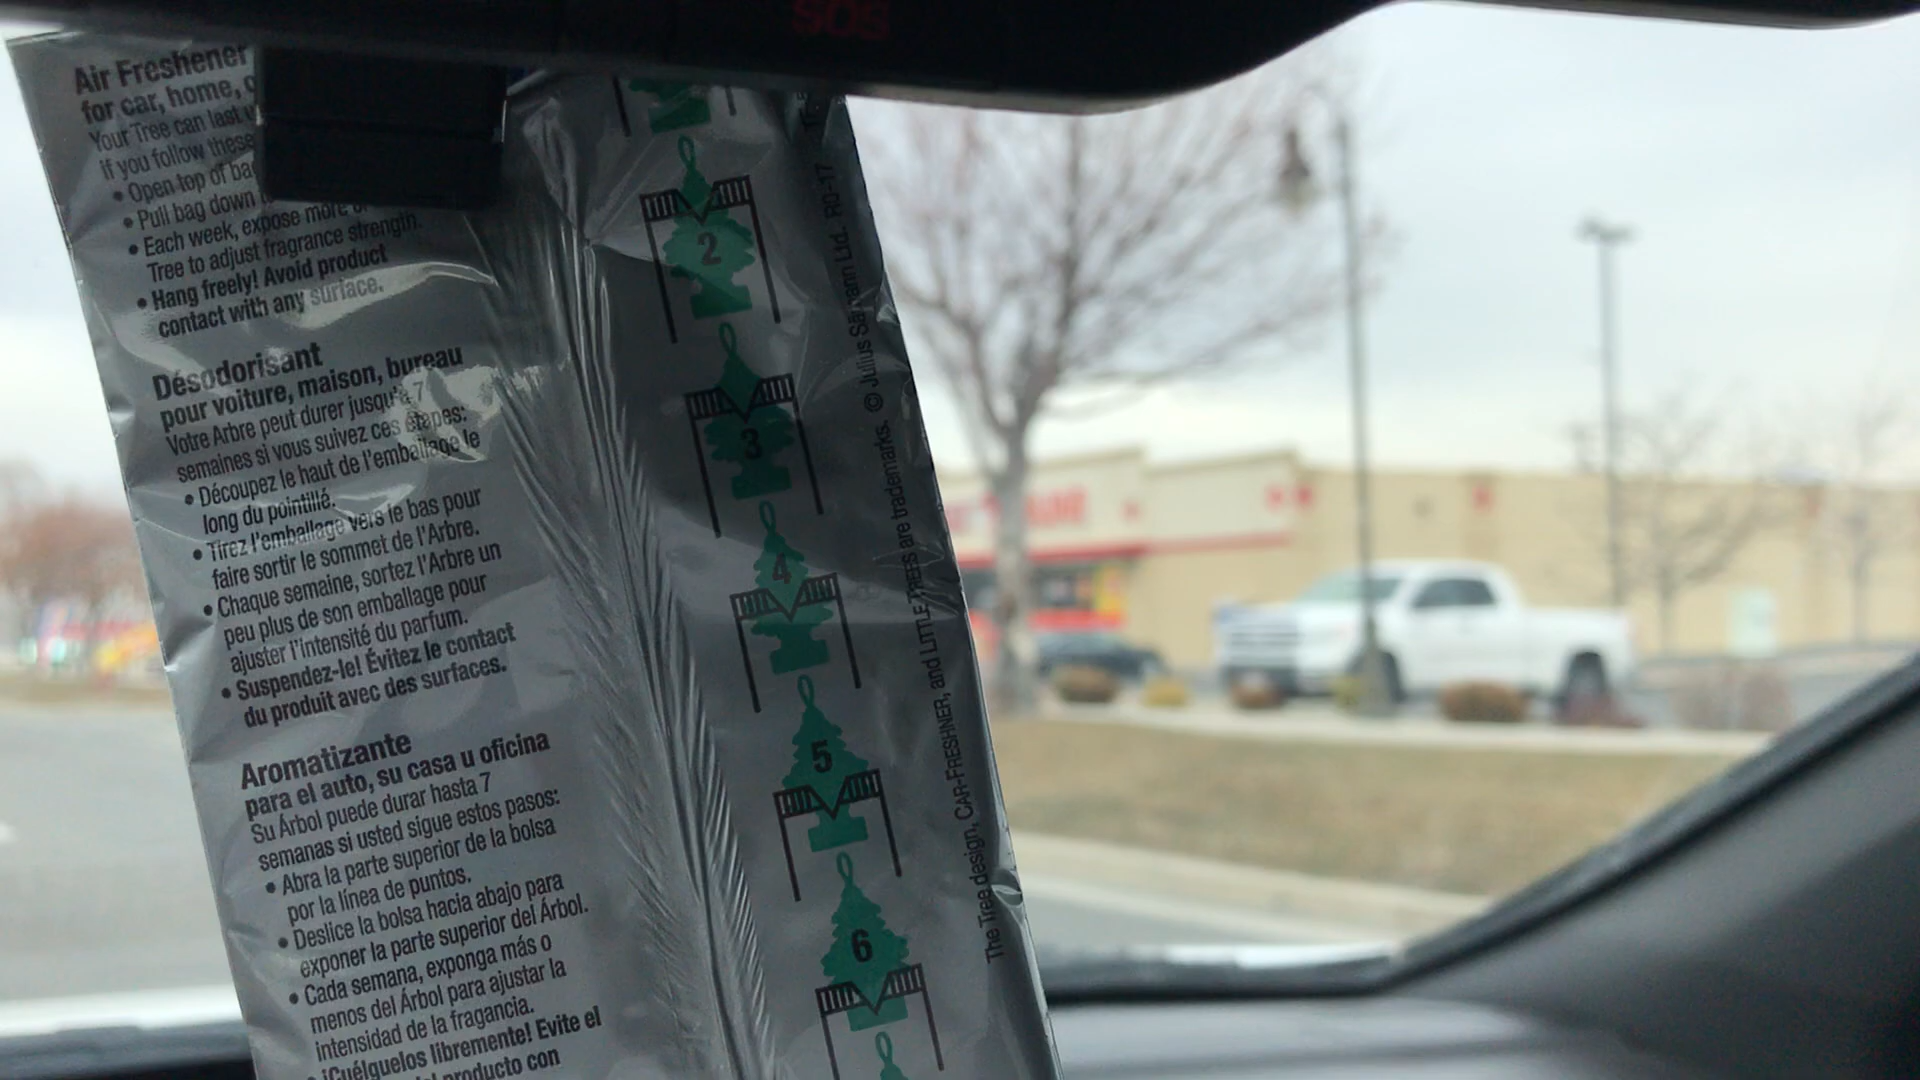 SOS
Air Freshener
for car, home,
Your Tree can last
if you follow these
• Open top of
• Pull bag down
• Each week, expose more
Tree to adjust fragrance strength.
• Hang freely! Avoid product
contact with any surface.
Désodorisant
pour voiture, maison, bureau
Votre Arbre peut durer jusqu'à 7
semaines si vous suivez ces étapes:
• Découpez le haut de l'emballage le
long du pointillé.
• Tirez l'emballage vers le bas pour
faire sortir le sommet de l'Arbre.
• Chaque semaine, sortez l'Arbre un
peu plus de son emballage pour
ajuster l'intensité du parfum.
• Suspendez-le! Évitez le contact
du produit avec des surfaces.
Aromatizante
para el auto, su casa u oficina
Su Árbol puede durar hasta 7
semanas si usted sigue estos pasos:
• Abra la parte superior de la bolsa
por la línea de puntos.
• Deslice la bolsa hacia abajo para
exponer la parte superior del Árbol.
• Cada semana, exponga más o
menos del Árbol para ajustar la
intensidad de la fragancia.
• ¡Cuélguelos libremente! Evite el
producto con
2
3
4
5
6
The Tree design, CAR-FRESHNER, and LITTLE TREES are trademarks. © Julius Sämann Ltd. R0-17